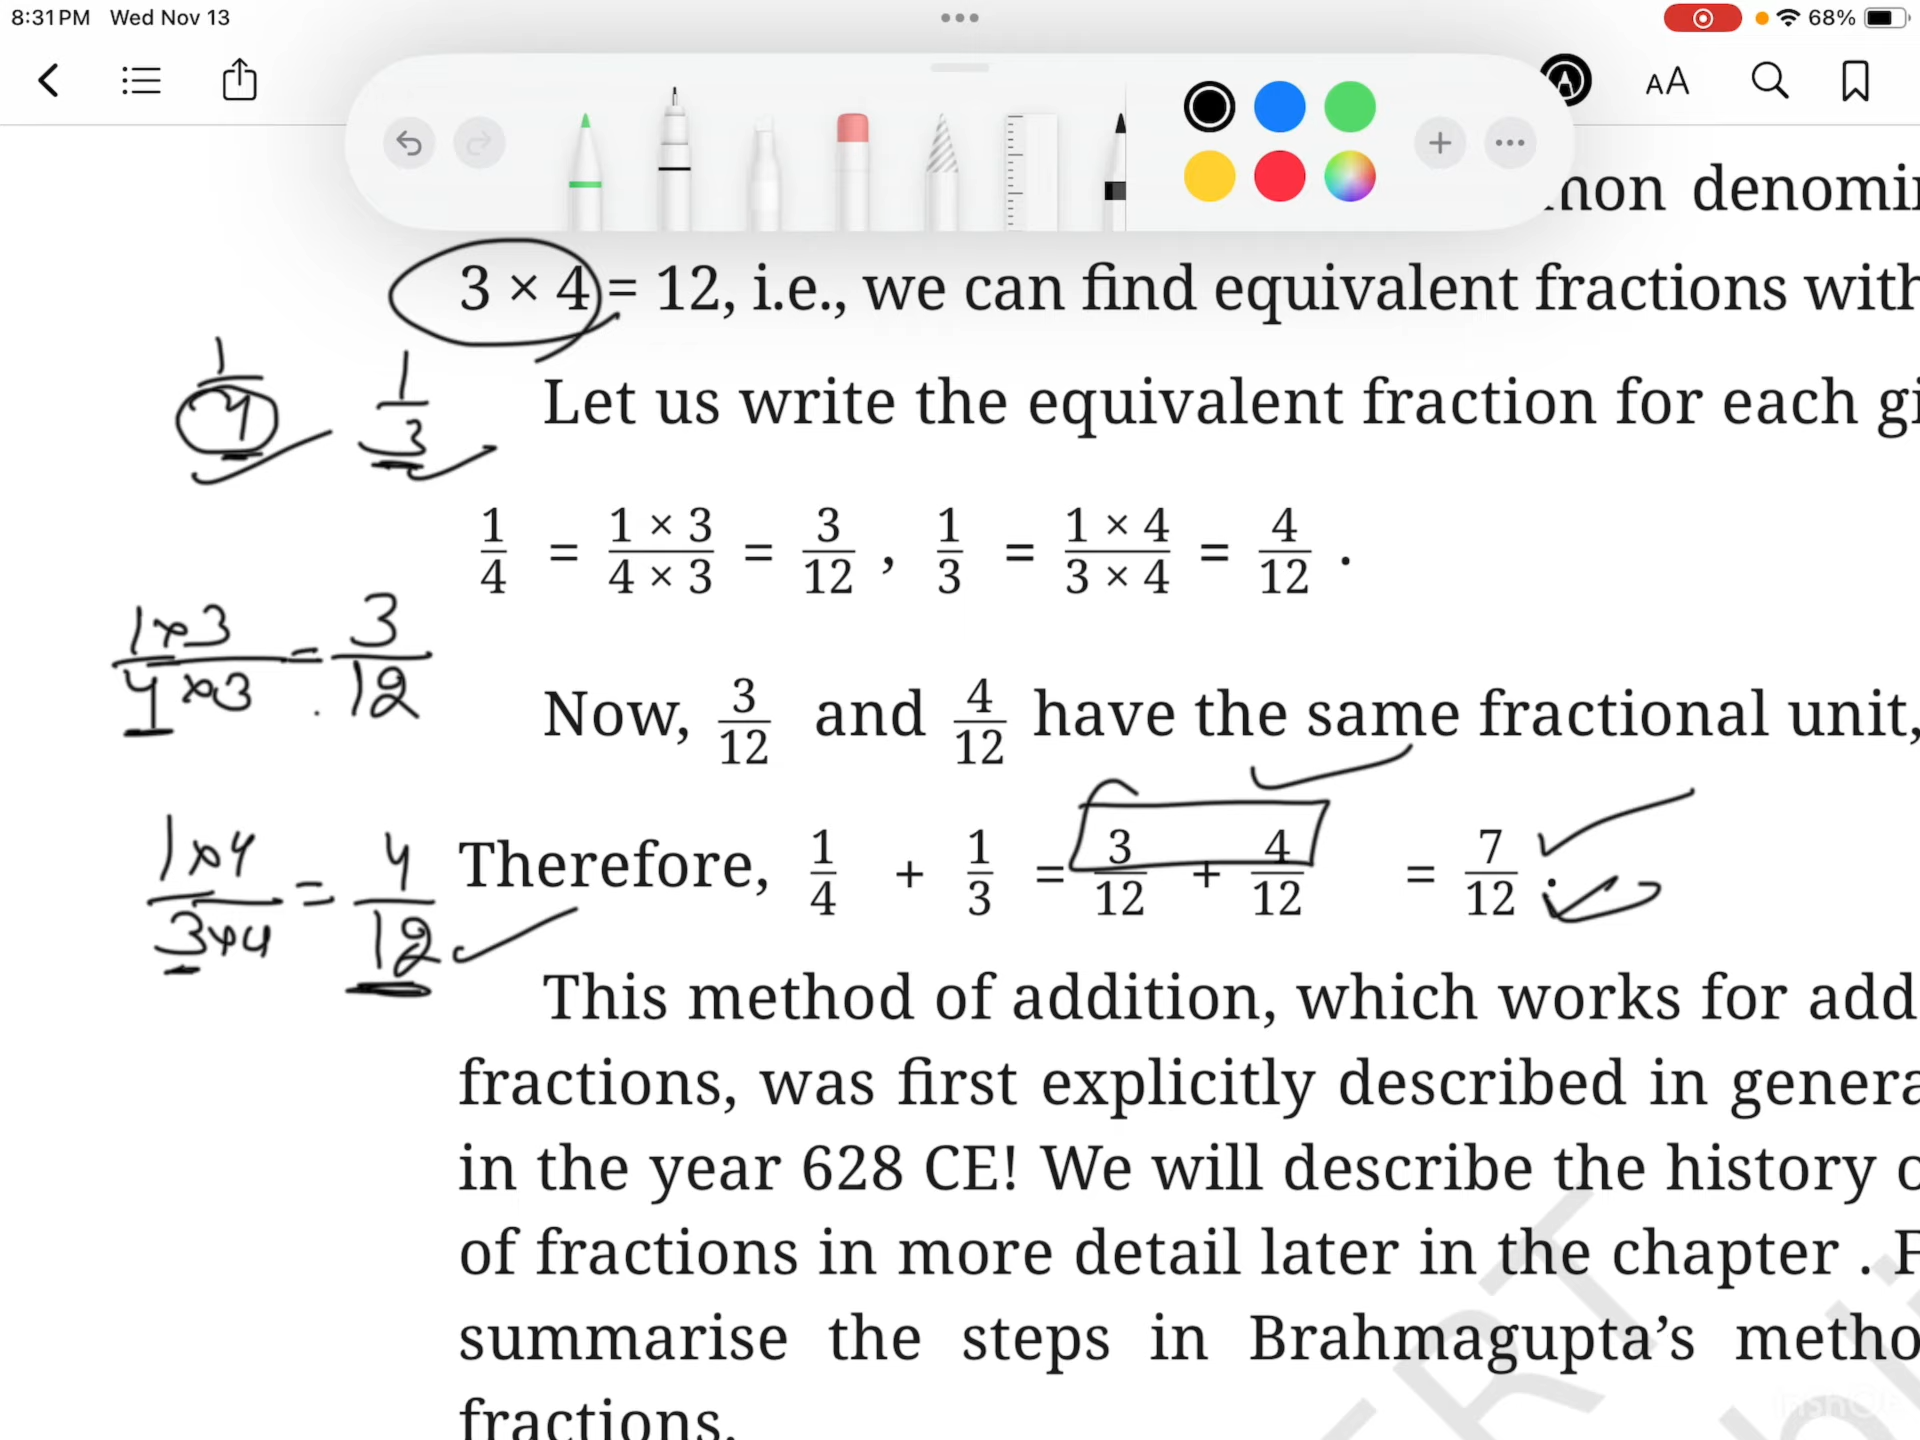 8:31 PM Wed Nov 13
68%
AA
mon denomi
3 × 4 = 12, i.e., we can find equivalent fractions with
1/4 1/3
Let us write the equivalent fraction for each gi
1/4 = 1 × 3/4 × 3 = 3/12 , 1/3 = 1 × 4/3 × 4 = 4/12 .
1×3/4×3 = 3/12
Now, 3/12 and 4/12 have the same fractional unit,
1×4/3×4 = 4/12
Therefore, 1/4 + 1/3 = 3/12 + 4/12 = 7/12 .
This method of addition, which works for add
fractions, was first explicitly described in genera
in the year 628 CE! We will describe the history o
of fractions in more detail later in the chapter . F
summarise the steps in Brahmagupta’s metho
fractions.